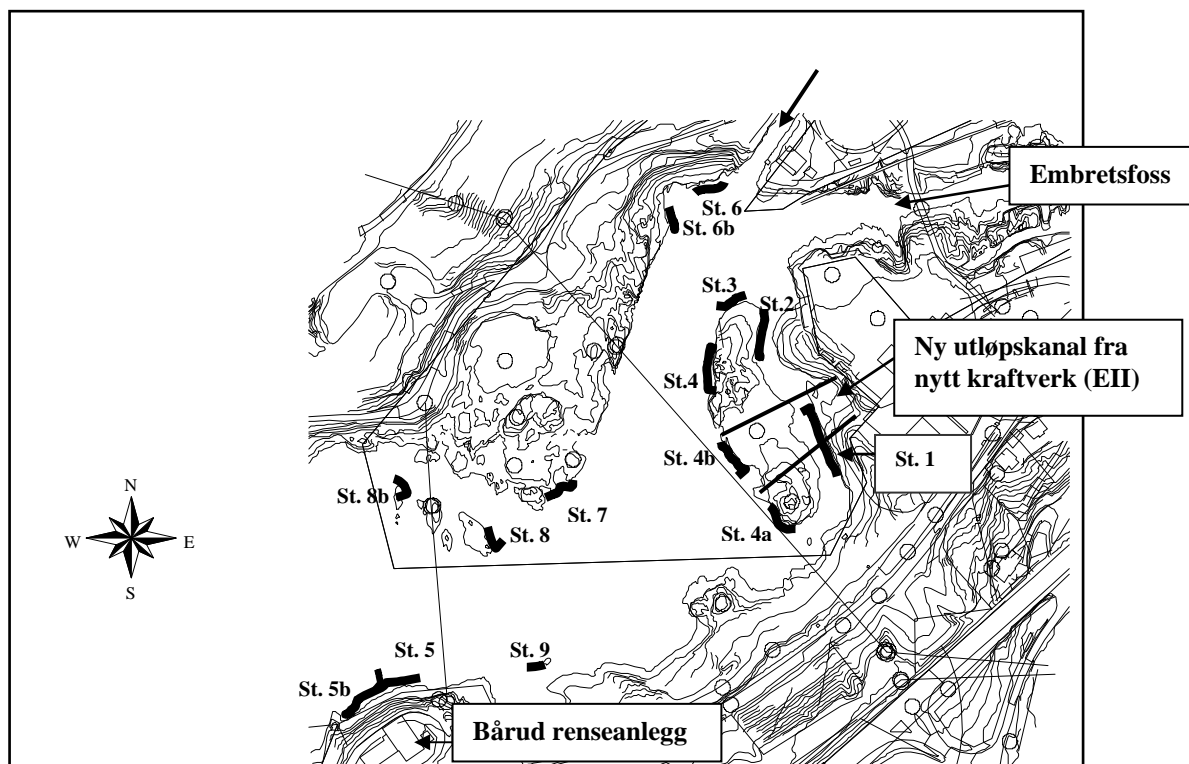 Embretsfoss
St. 6
St. 6b
St.3
St.2
Ny utløpskanal fra
nytt kraftverk (EII)
St.4
St. 4b
St. 1
St. 8b
St. 7
St. 8
St. 4a
N
W
E
S
St. 5
St. 9
St. 5b
Bårud renseanlegg